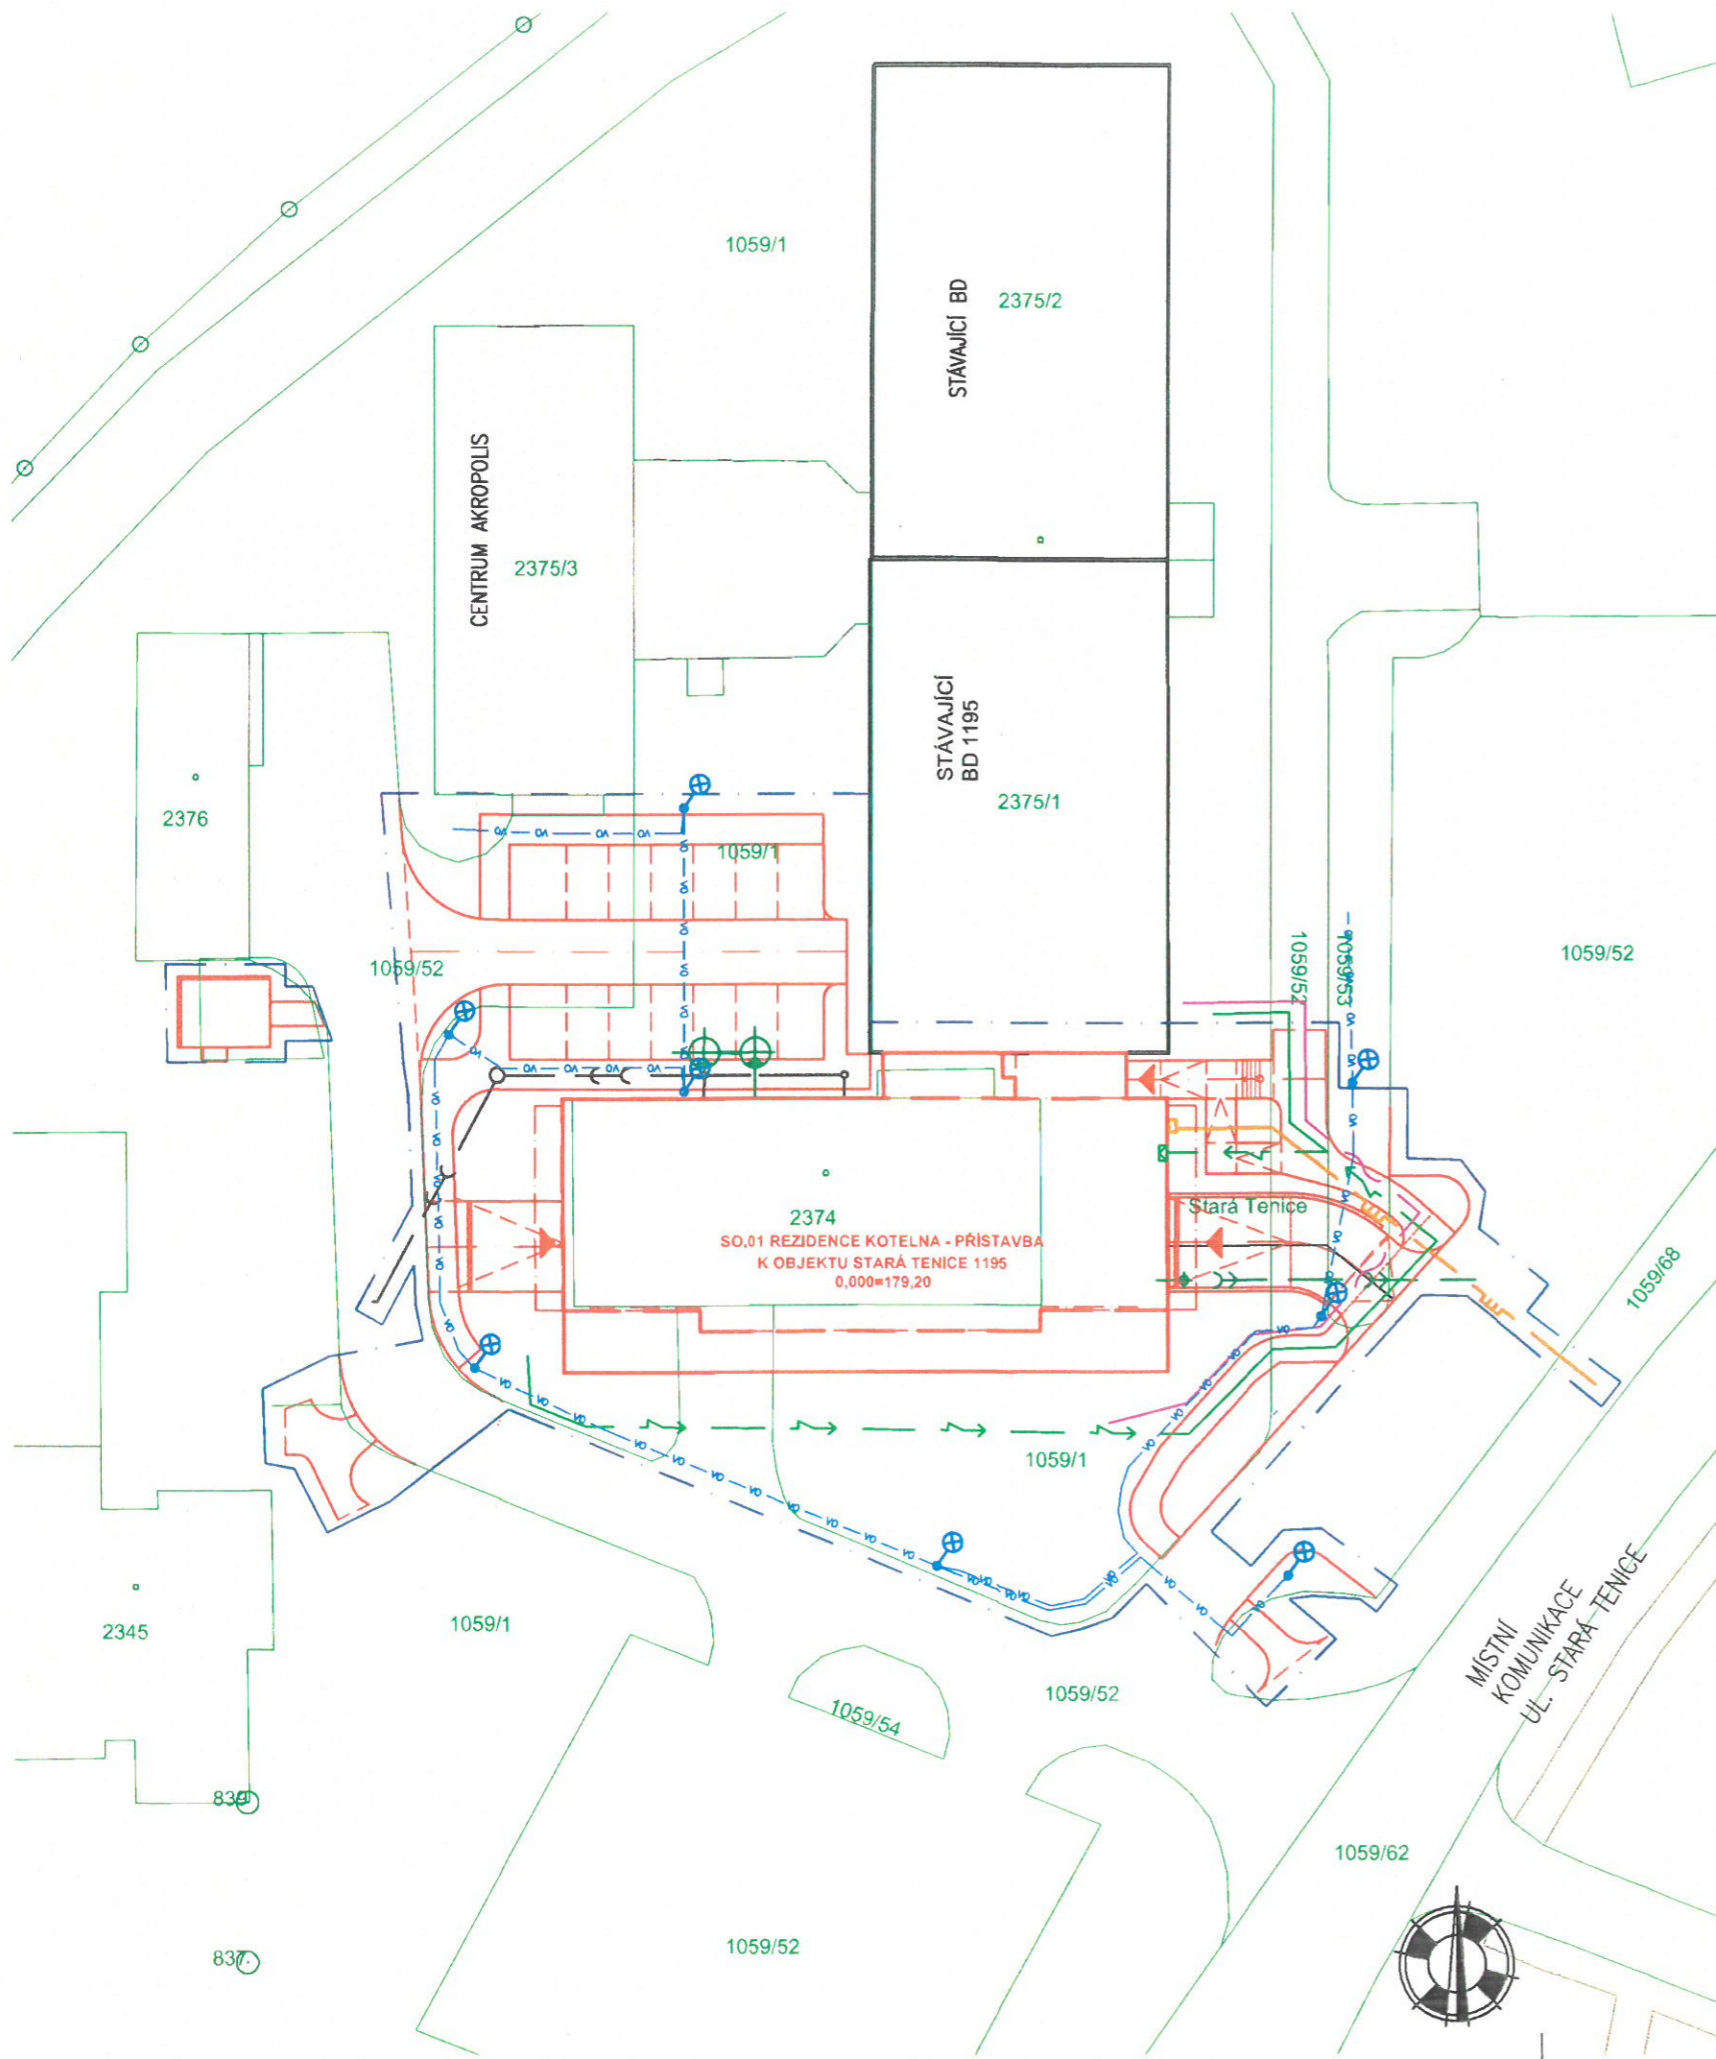 1059/1
2375/2
STÁVAJÍCÍ BD
CENTRUM AKROPOLIS
2375/3
STÁVAJÍCÍ
BD 1195
2375/1
2376
1059/1
1059/52
1059/52
1059/53
1059/52
Stará Tenice
2374
SO,01 REZIDENCE KOTELNA - PŘÍSTAVBA
K OBJEKTU STARÁ TENICE 1195
0,000=179,20
1059/68
1059/1
MÍSTNÍ
KOMUNIKACE
UL. STARÁ TENICE
2345
1059/1
1059/52
1059/54
839
1059/62
1059/52
837